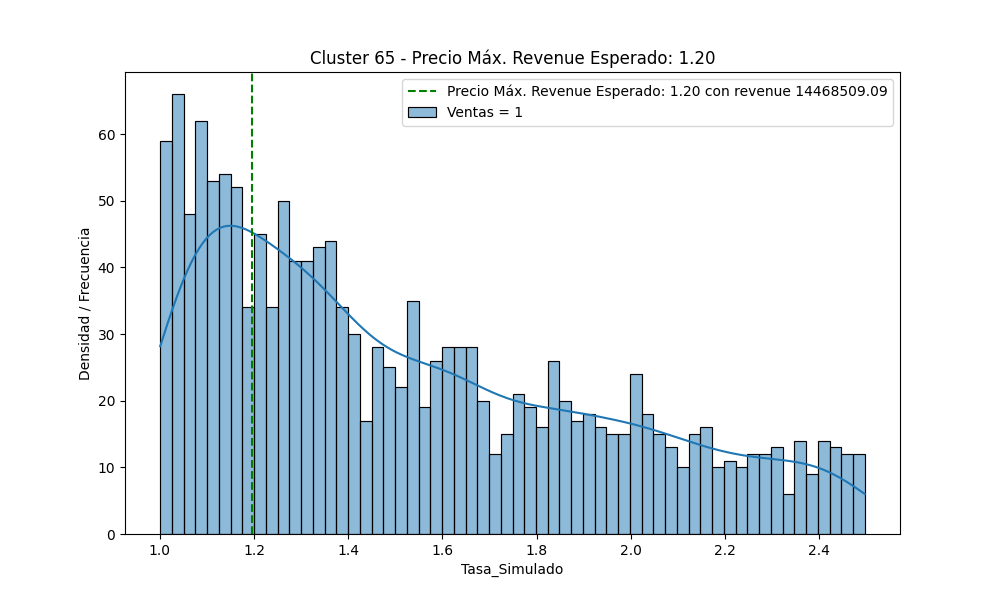 Cluster 65 - Precio Máx. Revenue Esperado: 1.20
Precio Máx. Revenue Esperado: 1.20 con revenue 14468509.09
Ventas = 1
Densidad / Frecuencia
60
50
40
30
20
10
0
1.0 1.2 1.4 1.6 1.8 2.0 2.2 2.4
Tasa_Simulado